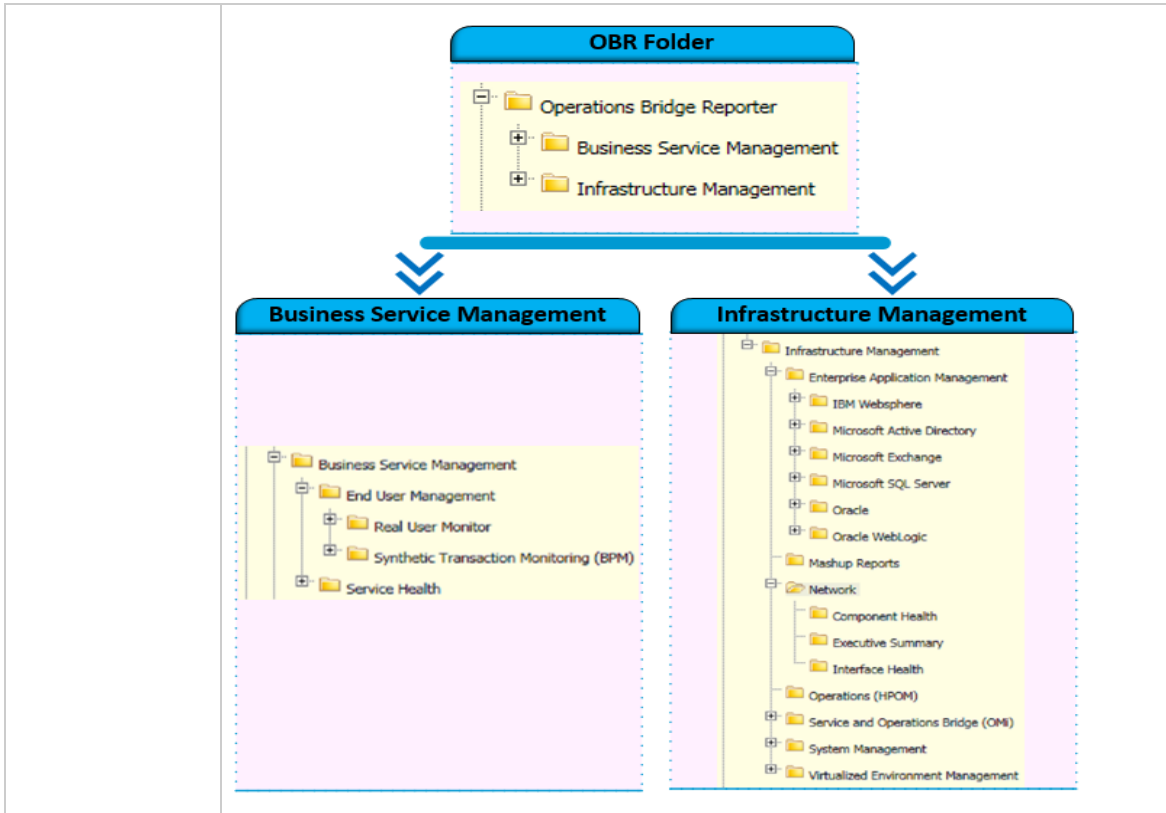 OBR Folder
Operations Bridge Reporter
Business Service Management
Infrastructure Management
Business Service Management
Business Service Management
End User Management
Real User Monitor
Synthetic Transaction Monitoring (BPM)
Service Health
Infrastructure Management
Infrastructure Management
Enterprise Application Management
IBM Websphere
Microsoft Active Directory
Microsoft Exchange
Microsoft SQL Server
Oracle
Oracle WebLogic
Mashup Reports
Network
Component Health
Executive Summary
Interface Health
Operations (HPOM)
Service and Operations Bridge (OMi)
System Management
Virtualized Environment Management